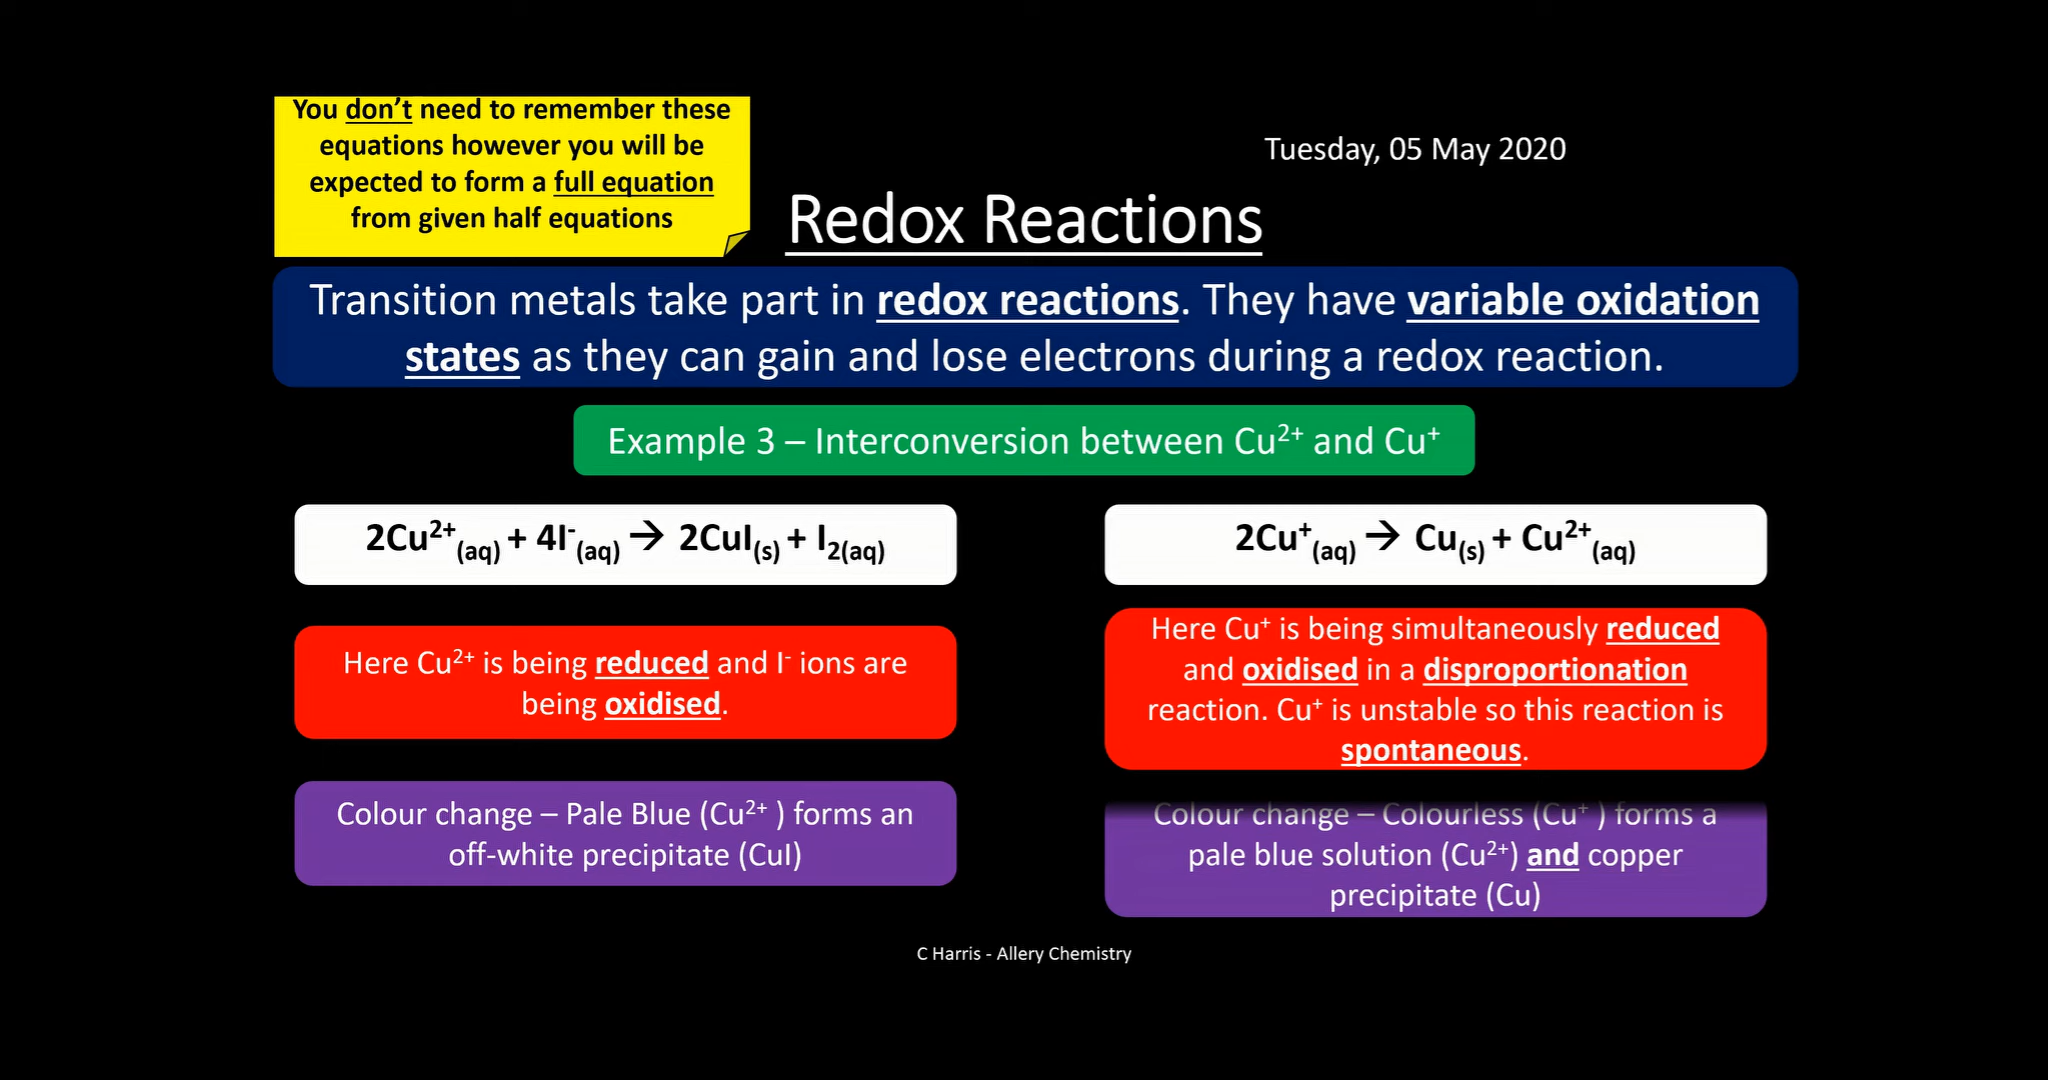 You don’t need to remember these
equations however you will be
expected to form a full equation
from given half equations
Tuesday, 05 May 2020
Redox Reactions
Transition metals take part in redox reactions. They have variable oxidation
states as they can gain and lose electrons during a redox reaction.
Example 3 – Interconversion between Cu²⁺ and Cu⁺
2Cu²⁺(aq) + 4I⁻(aq) → 2CuI(s) + I₂(aq)
Here Cu²⁺ is being reduced and I⁻ ions are
being oxidised.
Colour change – Pale Blue (Cu²⁺ ) forms an
off-white precipitate (CuI)
2Cu⁺(aq) → Cu(s) + Cu²⁺(aq)
Here Cu⁺ is being simultaneously reduced
and oxidised in a disproportionation
reaction. Cu⁺ is unstable so this reaction is
spontaneous.
Colour change – Colourless (Cu⁺ ) forms a
pale blue solution (Cu²⁺) and copper
precipitate (Cu)
C Harris - Allery Chemistry